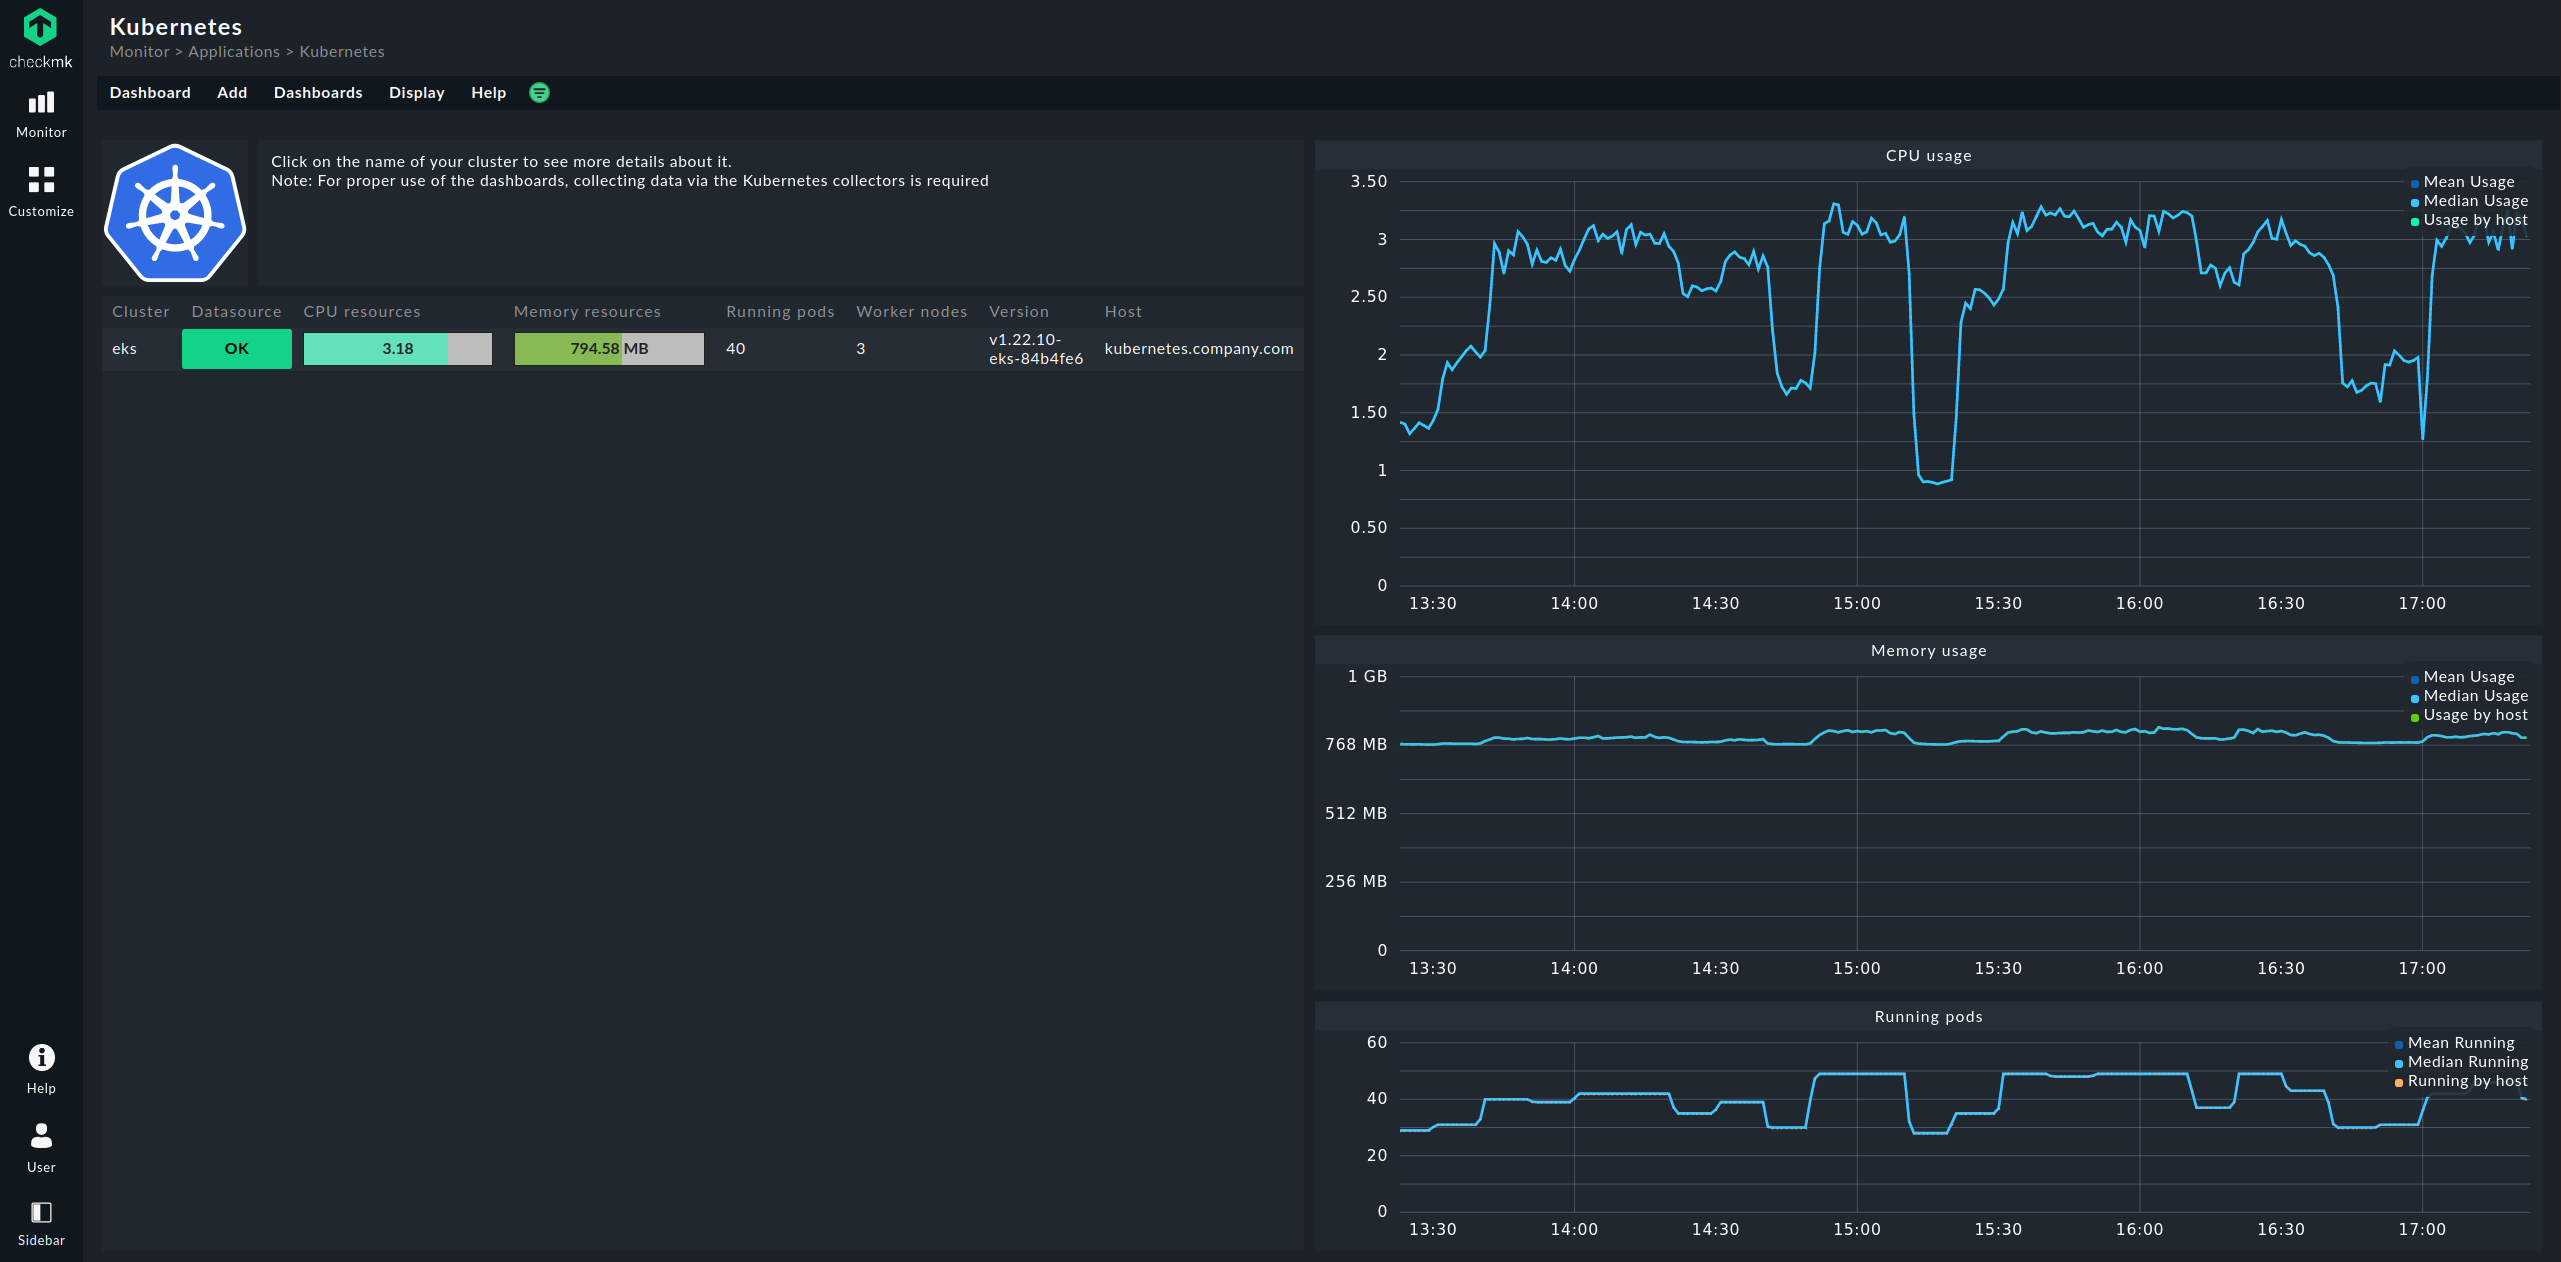 checkmk
Monitor
Customize
Help
User
Sidebar
Kubernetes
Monitor > Applications > Kubernetes
Dashboard Add Dashboards Display Help
Click on the name of your cluster to see more details about it.
Note: For proper use of the dashboards, collecting data via the Kubernetes collectors is required
Cluster Datasource CPU resources Memory resources Running pods Worker nodes Version Host
eks OK 3.18 794.58 MB 40 3 v1.22.10-
eks-84b4fe6 kubernetes.company.com
CPU usage
Mean Usage
Median Usage
Usage by host
3.50
3
2.50
2
1.50
1
0.50
0
13:30 14:00 14:30 15:00 15:30 16:00 16:30 17:00
Memory usage
Mean Usage
Median Usage
Usage by host
1 GB
768 MB
512 MB
256 MB
0
13:30 14:00 14:30 15:00 15:30 16:00 16:30 17:00
Running pods
Mean Running
Median Running
Running by host
60
40
20
0
13:30 14:00 14:30 15:00 15:30 16:00 16:30 17:00